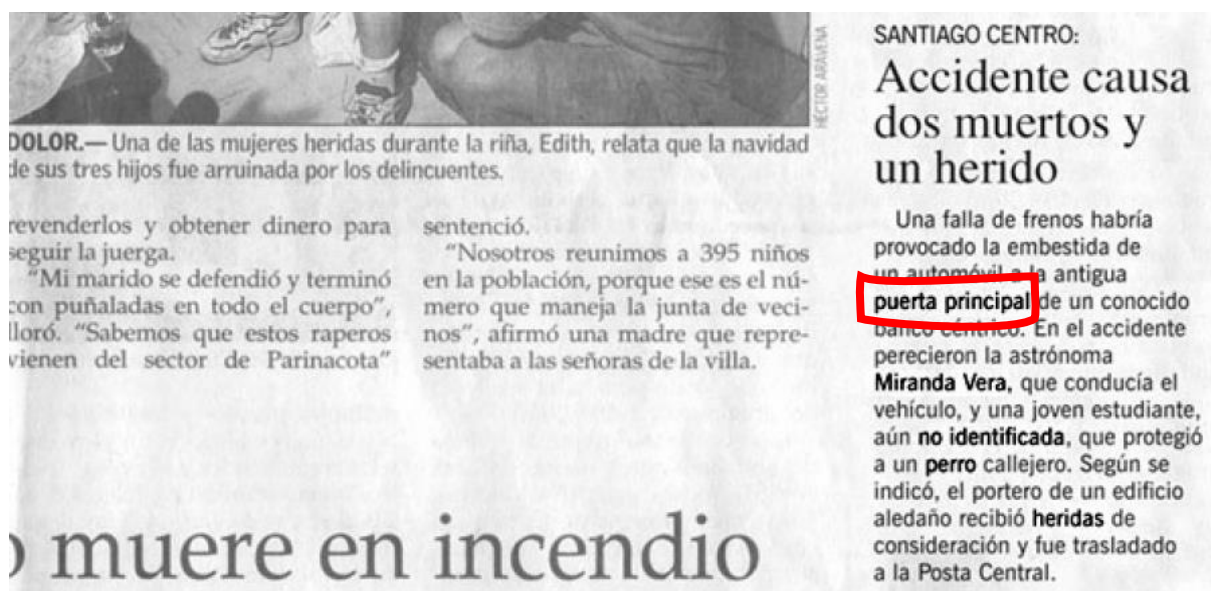 HÉCTOR ARAVENA
DOLOR.— Una de las mujeres heridas durante la riña, Edith, relata que la navidad
de sus tres hijos fue arruinada por los delincuentes.
revenderlos y obtener dinero para
seguir la juerga.
“Mi marido se defendió y terminó
con puñaladas en todo el cuerpo”,
lloró. “Sabemos que estos raperos
vienen del sector de Parinacota”
sentenció.
“Nosotros reunimos a 395 niños
en la población, porque ese es el nú-
mero que maneja la junta de veci-
nos”, afirmó una madre que repre-
sentaba a las señoras de la villa.
o muere en incendio
SANTIAGO CENTRO:
Accidente causa
dos muertos y
un herido
Una falla de frenos habría
provocado la embestida de
un automóvil a la antigua
puerta principal de un conocido
banco céntrico. En el accidente
perecieron la astrónoma
Miranda Vera, que conducía el
vehículo, y una joven estudiante,
aún no identificada, que protegió
a un perro callejero. Según se
indicó, el portero de un edificio
aledaño recibió heridas de
consideración y fue trasladado
a la Posta Central.